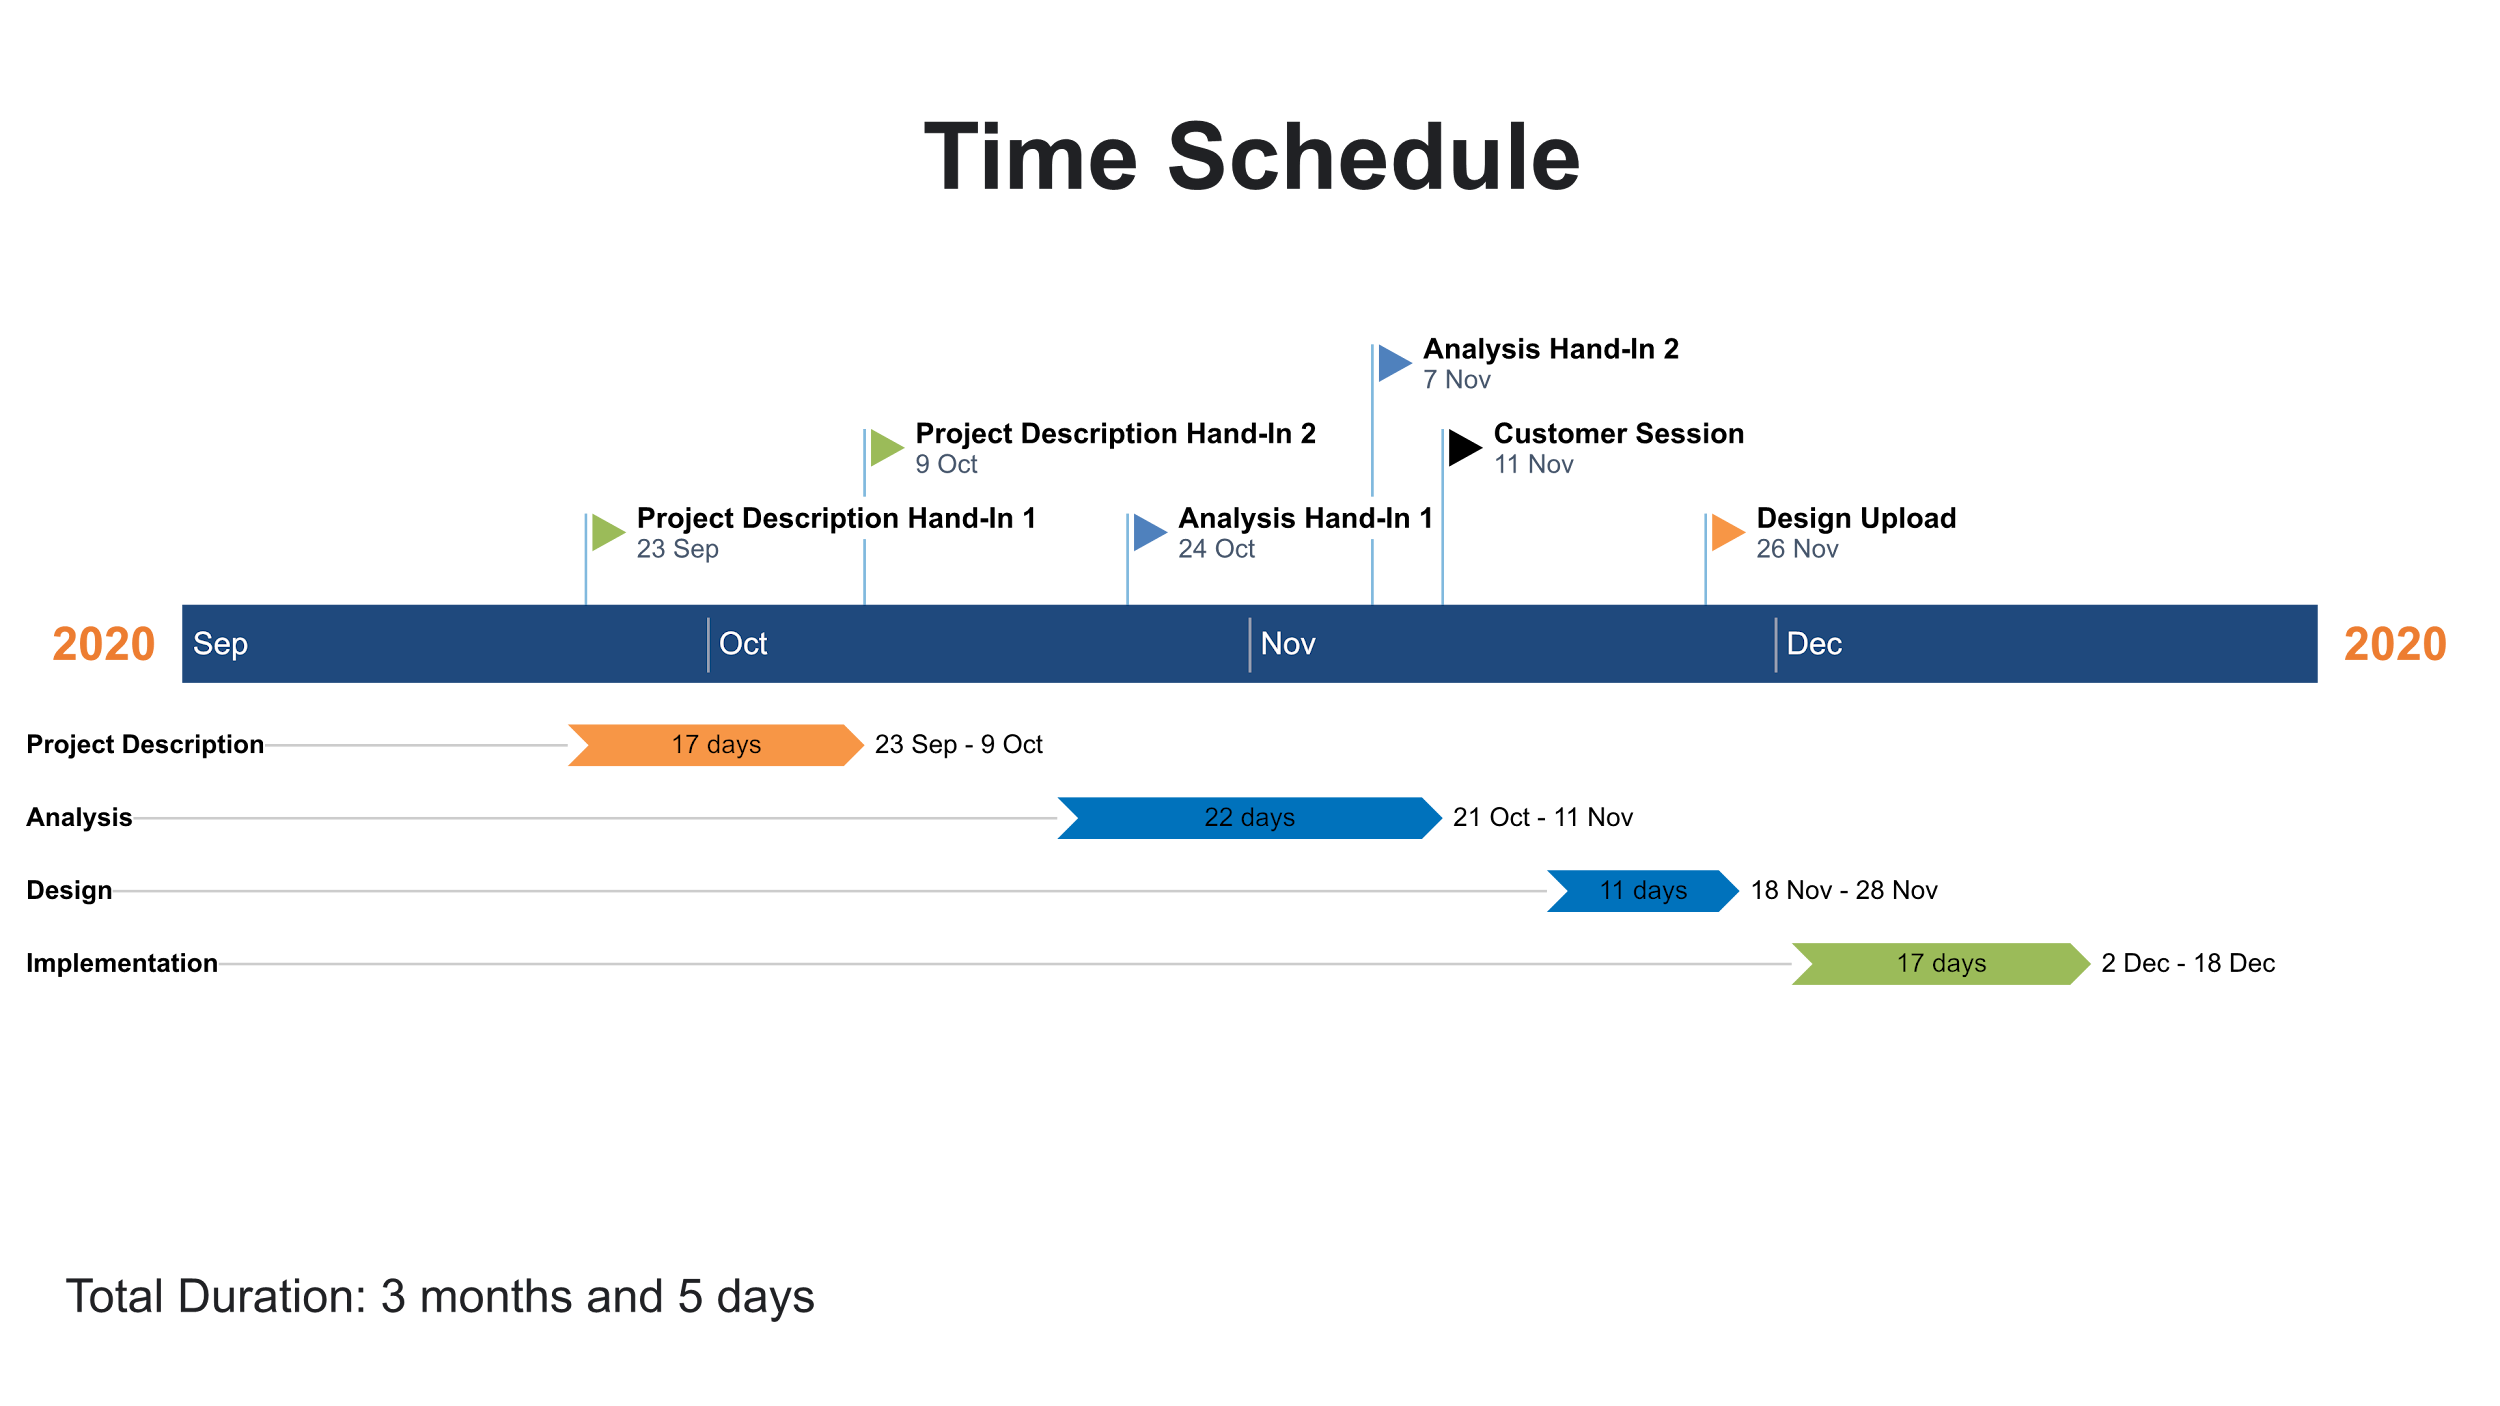 Time Schedule
Analysis Hand-In 2
7 Nov
Project Description Hand-In 2
9 Oct
Customer Session
11 Nov
Project Description Hand-In 1
23 Sep
Analysis Hand-In 1
24 Oct
Design Upload
26 Nov
2020 Sep Oct Nov Dec 2020
Project Description 17 days 23 Sep - 9 Oct
Analysis 22 days 21 Oct - 11 Nov
Design 11 days 18 Nov - 28 Nov
Implementation 17 days 2 Dec - 18 Dec
Total Duration: 3 months and 5 days